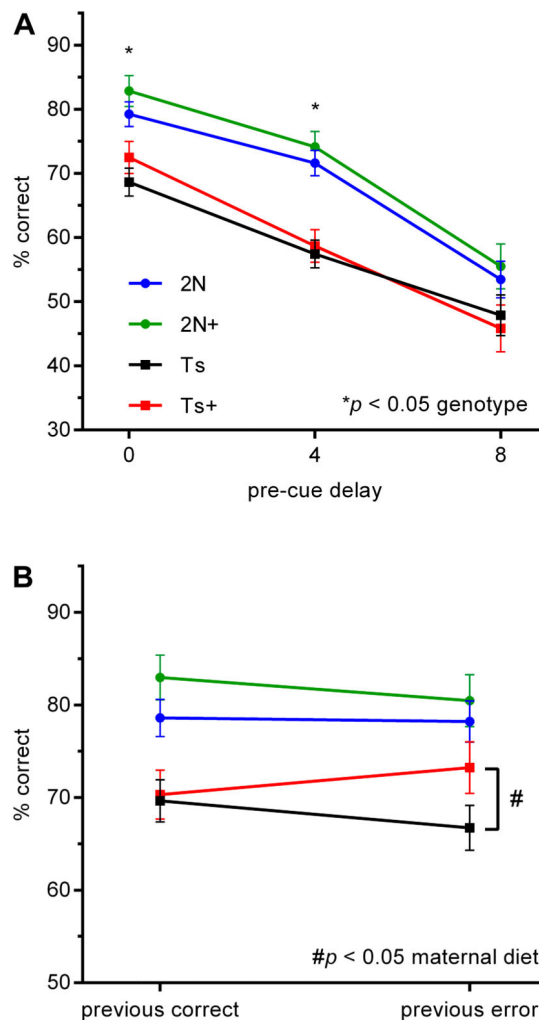 A
% correct
90
80
70
60
50
40
30
*
*
2N
2N+
Ts
Ts+
*p < 0.05 genotype
0 4 8
pre-cue delay
B
% correct
90
80
70
60
50
#
#p < 0.05 maternal diet
previous correct previous error